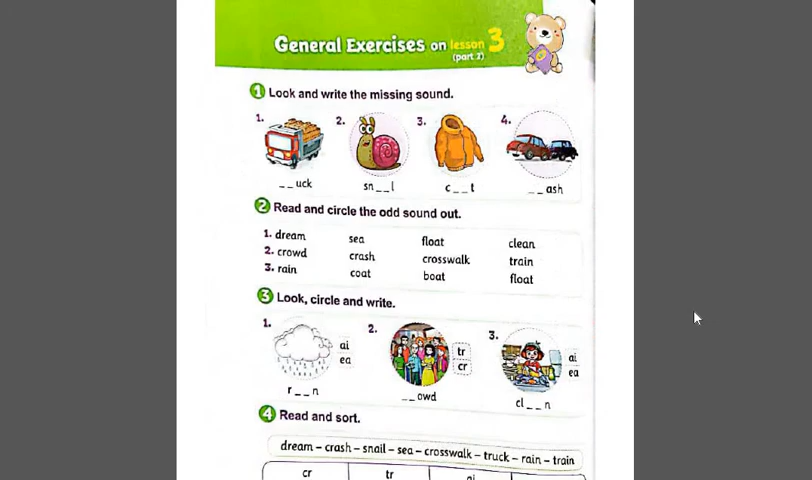 General Exercises on lesson 3
(part 2)
1 Look and write the missing sound.
1. 2. 3. 4.
_ _ uck sn _ _ l c _ _ t _ _ ash
2 Read and circle the odd sound out.
1. dream sea float clean
2. crowd crash crosswalk train
3. rain coat boat float
3 Look, circle and write.
1. ai ea 2. tr cr 3. ai ea
r _ _ n _ _ owd cl _ _ n
4 Read and sort.
dream – crash – snail – sea – crosswalk – truck – rain – train
cr tr ai